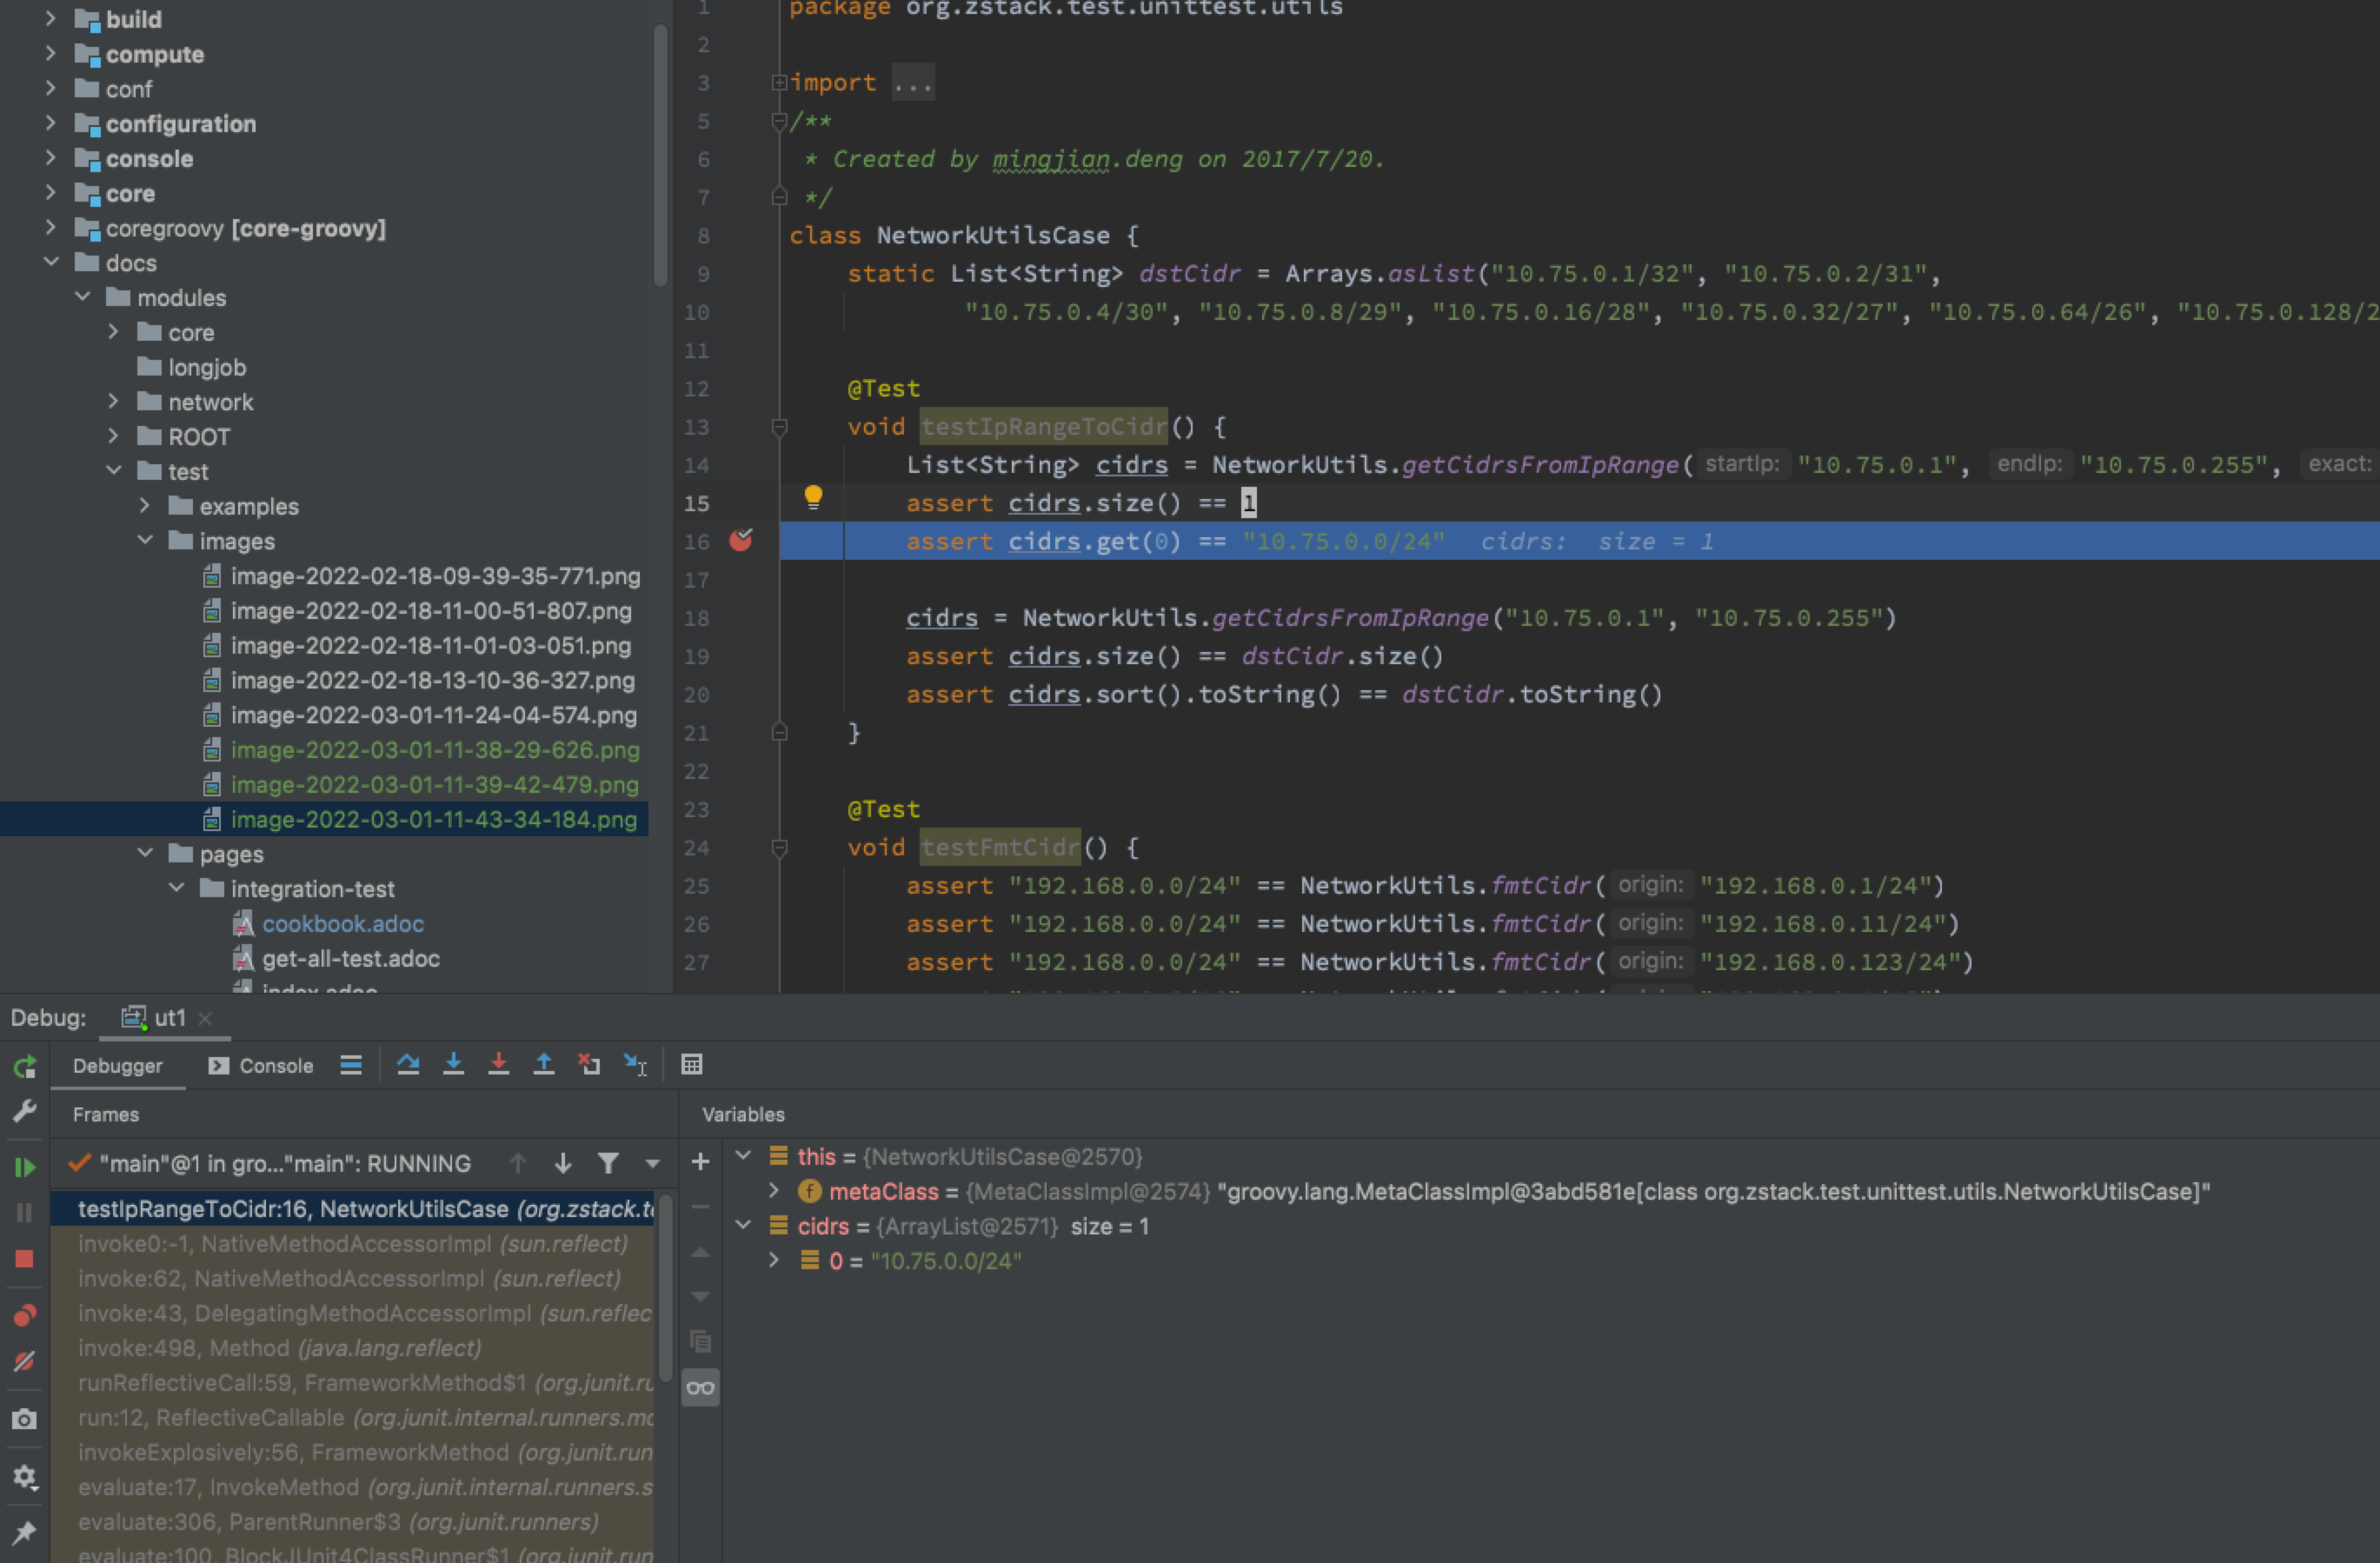 build
compute
conf
configuration
console
core
coregroovy [core-groovy]
docs
modules
core
longjob
network
ROOT
test
examples
images
image-2022-02-18-09-39-35-771.png
image-2022-02-18-11-00-51-807.png
image-2022-02-18-11-01-03-051.png
image-2022-02-18-13-10-36-327.png
image-2022-03-01-11-24-04-574.png
image-2022-03-01-11-38-29-626.png
image-2022-03-01-11-39-42-479.png
image-2022-03-01-11-43-34-184.png
pages
integration-test
cookbook.adoc
get-all-test.adoc
index.adoc
1 package org.zstack.test.unittest.utils
2
3 import ...
5 /**
6 * Created by mingjian.deng on 2017/7/20.
7 */
8 class NetworkUtilsCase {
9 static List<String> dstCidr = Arrays.asList("10.75.0.1/32", "10.75.0.2/31",
10 "10.75.0.4/30", "10.75.0.8/29", "10.75.0.16/28", "10.75.0.32/27", "10.75.0.64/26", "10.75.0.128/2
11
12 @Test
13 void testIpRangeToCidr() {
14 List<String> cidrs = NetworkUtils.getCidrsFromIpRange( startIp: "10.75.0.1", endIp: "10.75.0.255", exact:
15 assert cidrs.size() == 1
16 assert cidrs.get(0) == "10.75.0.0/24" cidrs: size = 1
17
18 cidrs = NetworkUtils.getCidrsFromIpRange("10.75.0.1", "10.75.0.255")
19 assert cidrs.size() == dstCidr.size()
20 assert cidrs.sort().toString() == dstCidr.toString()
21 }
22
23 @Test
24 void testFmtCidr() {
25 assert "192.168.0.0/24" == NetworkUtils.fmtCidr( origin: "192.168.0.1/24")
26 assert "192.168.0.0/24" == NetworkUtils.fmtCidr( origin: "192.168.0.11/24")
27 assert "192.168.0.0/24" == NetworkUtils.fmtCidr( origin: "192.168.0.123/24")
Debug: ut1
Debugger Console
Frames
"main"@1 in gro..."main": RUNNING
testIpRangeToCidr:16, NetworkUtilsCase (org.zstack.te
invoke0:-1, NativeMethodAccessorImpl (sun.reflect)
invoke:62, NativeMethodAccessorImpl (sun.reflect)
invoke:43, DelegatingMethodAccessorImpl (sun.reflec
invoke:498, Method (java.lang.reflect)
runReflectiveCall:59, FrameworkMethod$1 (org.junit.ru
run:12, ReflectiveCallable (org.junit.internal.runners.mo
invokeExplosively:56, FrameworkMethod (org.junit.run
evaluate:17, InvokeMethod (org.junit.internal.runners.s
evaluate:306, ParentRunner$3 (org.junit.runners)
evaluate:100, BlockJUnit4ClassRunner$1 (org.junit.run
Variables
this = {NetworkUtilsCase@2570}
f metaClass = {MetaClassImpl@2574} "groovy.lang.MetaClassImpl@3abd581e[class org.zstack.test.unittest.utils.NetworkUtilsCase]"
cidrs = {ArrayList@2571} size = 1
0 = "10.75.0.0/24"